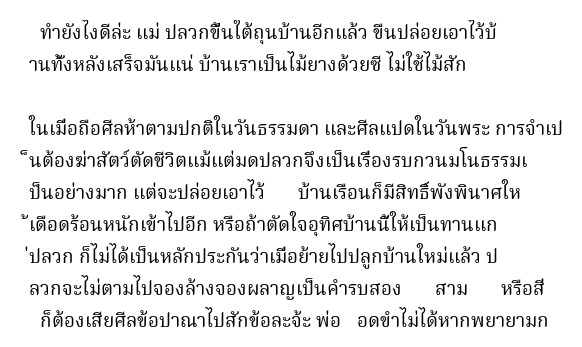 ทำยังไงดีล่ะ แม่ ปลวกขึ้นใต้ถุนบ้านอีกแล้ว ขืนปล่อยเอาไว้บ้
านทั้งหลังเสร็จมันแน่ บ้านเราเป็นไม้ยางด้วยซี ไม่ใช้ไม้สัก
ในเมื่อถือศีลห้าตามปกติในวันธรรมดา และศีลแปดในวันพระ การจำเป
็นต้องฆ่าสัตว์ตัดชีวิตแม้แต่มดปลวกจึงเป็นเรื่องรบกวนมโนธรรมเ
ป็นอย่างมาก แต่จะปล่อยเอาไว้ บ้านเรือนก็มีสิทธิ์พังพินาศให
้เดือดร้อนหนักเข้าไปอีก หรือถ้าตัดใจอุทิศบ้านนี้ให้เป็นทานแก
่ปลวก ก็ไม่ได้เป็นหลักประกันว่าเมื่อย้ายไปปลูกบ้านใหม่แล้ว ป
ลวกจะไม่ตามไปจองล้างจองผลาญเป็นคำรบสอง สาม หรือสี่
ก็ต้องเสียศีลข้อปาณาไปสักข้อละจ้ะ พ่อ อดขำไม่ได้หากพยายามก